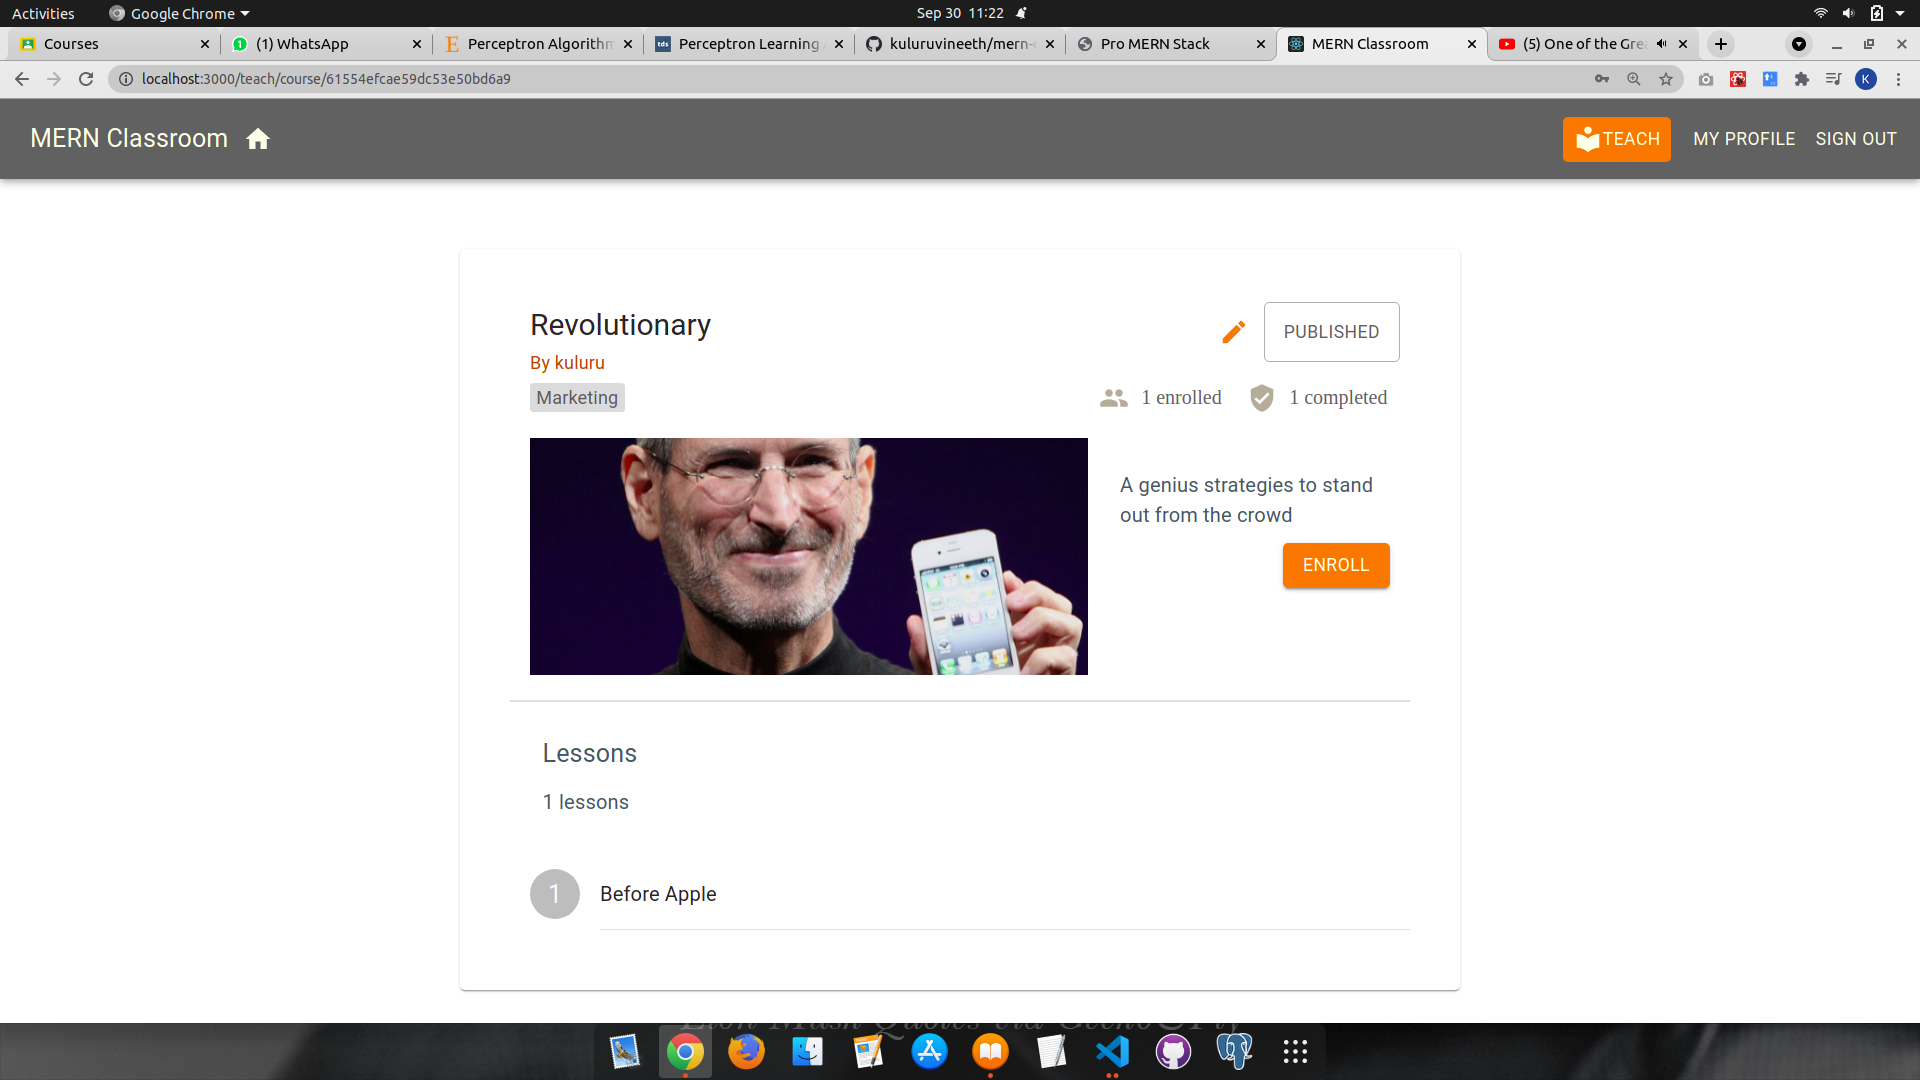 Activities Google Chrome Sep 30 11:22
Courses (1) WhatsApp Perceptron Algorithm Perceptron Learning kuluruvineeth/mern- Pro MERN Stack MERN Classroom (5) One of the Gre
localhost:3000/teach/course/61554efcae59dc53e50bd6a9 K
MERN Classroom TEACH MY PROFILE SIGN OUT
Revolutionary
PUBLISHED
By kuluru
Marketing 1 enrolled 1 completed
A genius strategies to stand
out from the crowd
ENROLL
Lessons
1 lessons
1 Before Apple